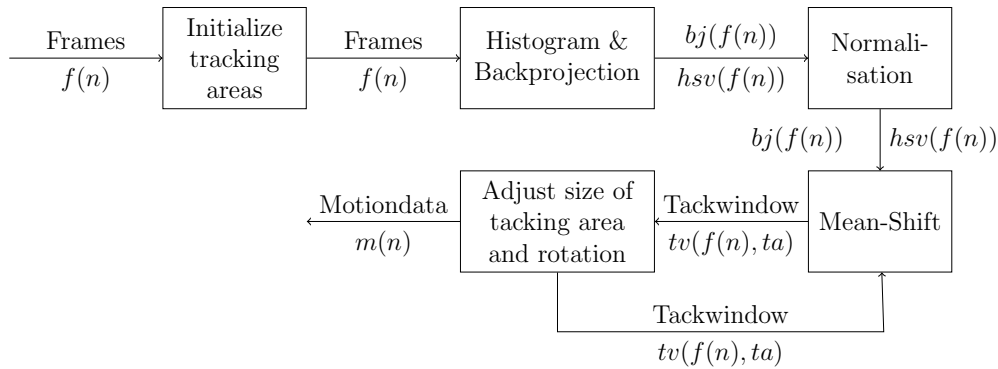 Frames
f(n)
Initialize
tracking
areas
Frames
f(n)
Histogram &
Backprojection
bj(f(n))
hsv(f(n))
Normali-
sation
bj(f(n))
hsv(f(n))
Mean-Shift
Tackwindow
tv(f(n), ta)
Adjust size of
tacking area
and rotation
Motiondata
m(n)
Tackwindow
tv(f(n), ta)